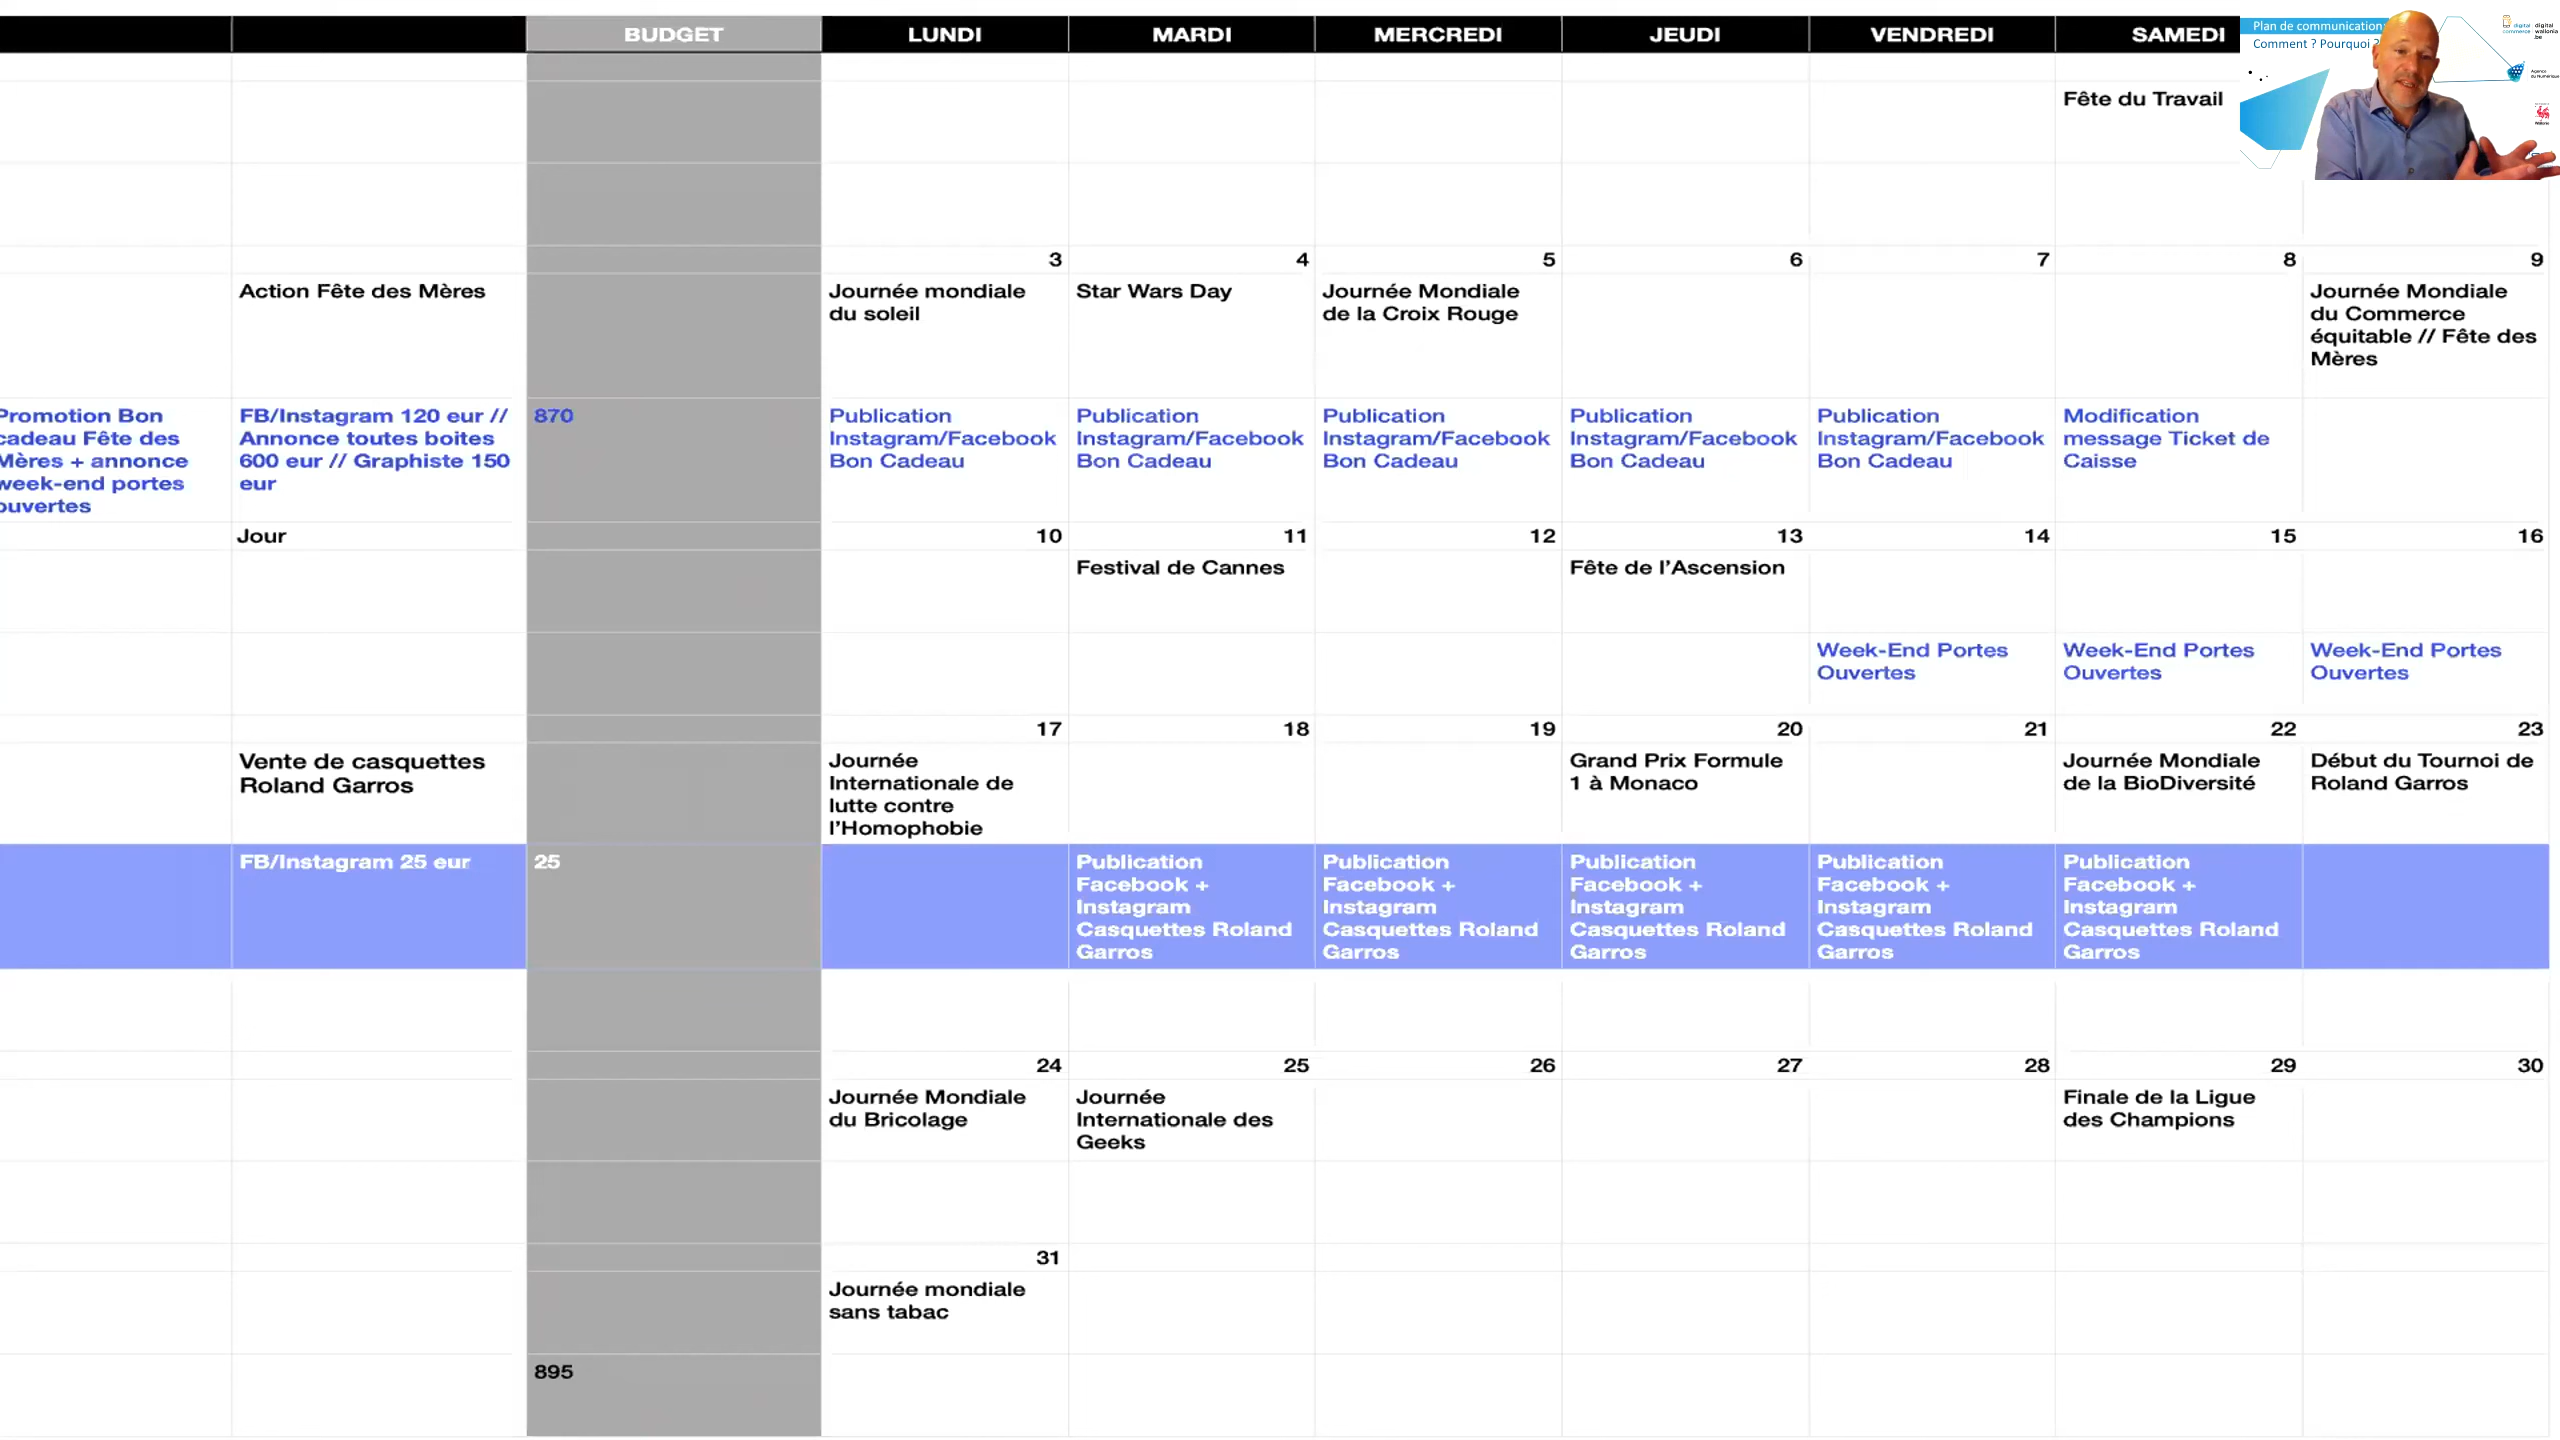 BUDGET
LUNDI
MARDI
MERCREDI
JEUDI
VENDREDI
SAMEDI
Plan de communication
Comment ? Pourquoi ?
digital
commerce
digital
wallonia
.be
Agence
du Numérique
Wallonie
Fête du Travail
3
4
5
6
7
8
9
Action Fête des Mères
Journée mondiale
du soleil
Star Wars Day
Journée Mondiale
de la Croix Rouge
Journée Mondiale
du Commerce
équitable // Fête des
Mères
Promotion Bon
cadeau Fête des
Mères + annonce
week-end portes
ouvertes
FB/Instagram 120 eur //
Annonce toutes boites
600 eur // Graphiste 150
eur
870
Publication
Instagram/Facebook
Bon Cadeau
Publication
Instagram/Facebook
Bon Cadeau
Publication
Instagram/Facebook
Bon Cadeau
Publication
Instagram/Facebook
Bon Cadeau
Publication
Instagram/Facebook
Bon Cadeau
Modification
message Ticket de
Caisse
Jour
10
11
12
13
14
15
16
Festival de Cannes
Fête de l’Ascension
Week-End Portes
Ouvertes
Week-End Portes
Ouvertes
Week-End Portes
Ouvertes
17
18
19
20
21
22
23
Vente de casquettes
Roland Garros
Journée
Internationale de
lutte contre
l’Homophobie
Grand Prix Formule
1 à Monaco
Journée Mondiale
de la BioDiversité
Début du Tournoi de
Roland Garros
FB/Instagram 25 eur
25
Publication
Facebook +
Instagram
Casquettes Roland
Garros
Publication
Facebook +
Instagram
Casquettes Roland
Garros
Publication
Facebook +
Instagram
Casquettes Roland
Garros
Publication
Facebook +
Instagram
Casquettes Roland
Garros
Publication
Facebook +
Instagram
Casquettes Roland
Garros
24
25
26
27
28
29
30
Journée Mondiale
du Bricolage
Journée
Internationale des
Geeks
Finale de la Ligue
des Champions
31
Journée mondiale
sans tabac
895